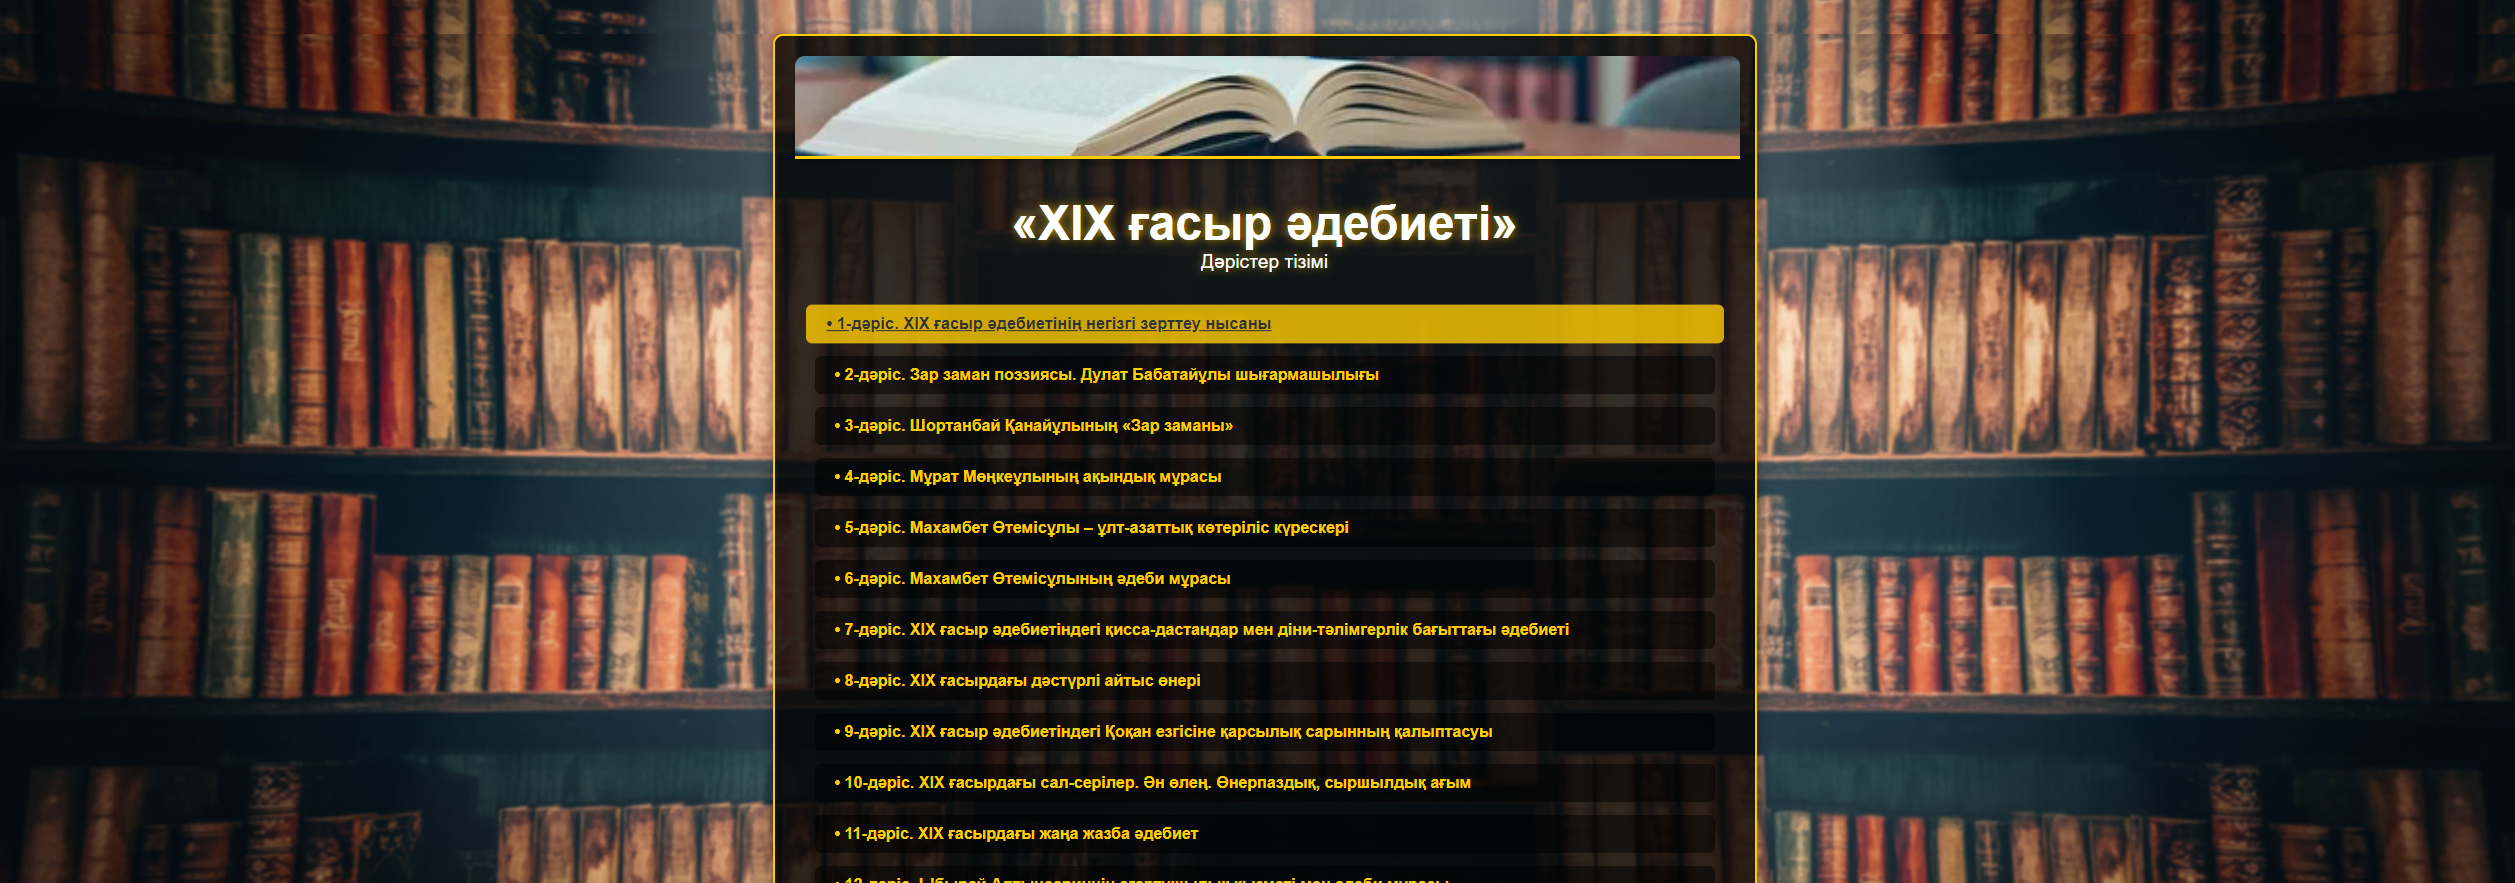 «XIX ғасыр әдебиеті»
Дәрістер тізімі
• 1-дәріс. XIX ғасыр әдебиетінің негізгі зерттеу нысаны
• 2-дәріс. Зар заман поэзиясы. Дулат Бабатайұлы шығармашылығы
• 3-дәріс. Шортанбай Қанайұлының «Зар заманы»
• 4-дәріс. Мұрат Мөңкеұлының ақындық мұрасы
• 5-дәріс. Махамбет Өтемісұлы – ұлт-азаттық көтеріліс күрескері
• 6-дәріс. Махамбет Өтемісұлының әдеби мұрасы
• 7-дәріс. XIX ғасыр әдебиетіндегі қисса-дастандар мен діни-тәлімгерлік бағыттағы әдебиеті
• 8-дәріс. XIX ғасырдағы дәстүрлі айтыс өнері
• 9-дәріс. XIX ғасыр әдебиетіндегі Қоқан езгісіне қарсылық сарынның қалыптасуы
• 10-дәріс. XIX ғасырдағы сал-серілер. Ән өлең. Өнерпаздық, сыршылдық ағым
• 11-дәріс. XIX ғасырдағы жаңа жазба әдебиет